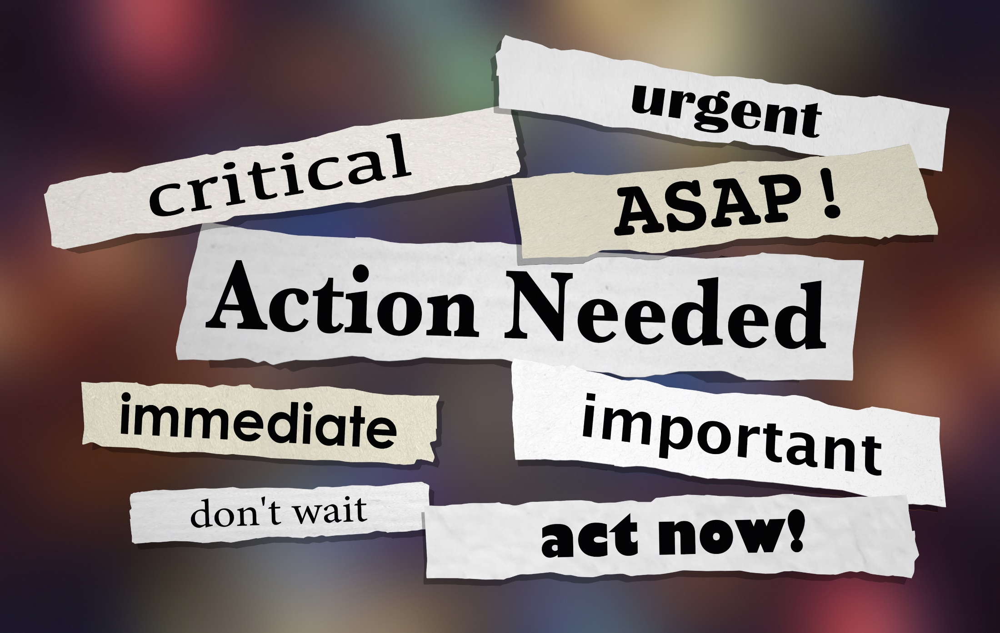 urgent
critical
ASAP!
Action Needed
immediate
important
don't wait
act now!